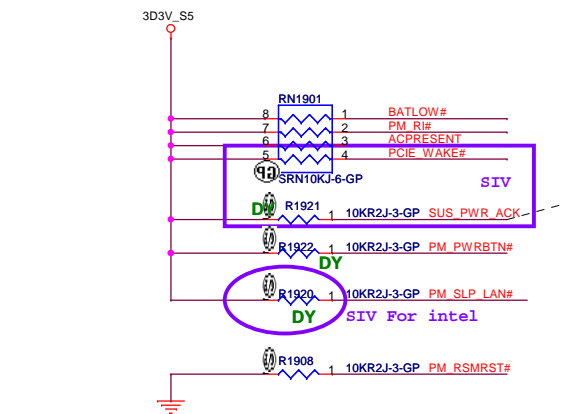 3D3V_S5
RN1901
8 1 BATLOW#
7 2 PM_RI#
6 3 ACPRESENT
5 4 PCIE_WAKE#
SRN10KJ-6-GP
SIV
DY R1921 1 10KR2J-3-GP SUS_PWR_ACK
R1922 1 10KR2J-3-GP PM_PWRBTN#
DY
R1920 1 10KR2J-3-GP PM_SLP_LAN#
DY SIV For intel
R1908 1 10KR2J-3-GP PM_RSMRST#